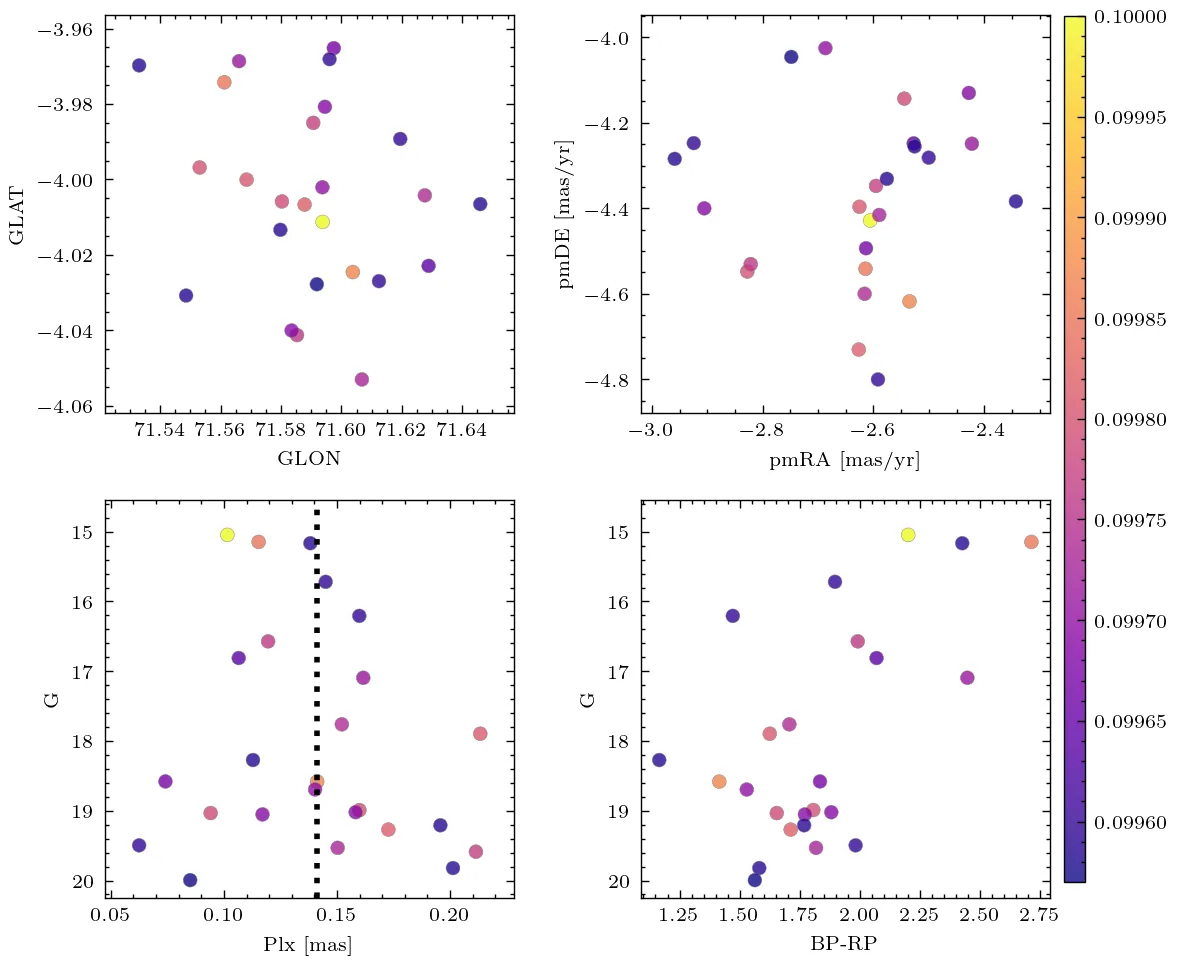 −3.96
−3.98
−4.00
−4.02
−4.04
−4.06
GLAT
71.54 71.56 71.58 71.60 71.62 71.64
GLON
−4.0
−4.2
−4.4
−4.6
−4.8
pmDE [mas/yr]
−3.0 −2.8 −2.6 −2.4
pmRA [mas/yr]
15
16
17
18
19
20
G
0.05 0.10 0.15 0.20
Plx [mas]
15
16
17
18
19
20
G
1.25 1.50 1.75 2.00 2.25 2.50 2.75
BP-RP
0.10000
0.09995
0.09990
0.09985
0.09980
0.09975
0.09970
0.09965
0.09960